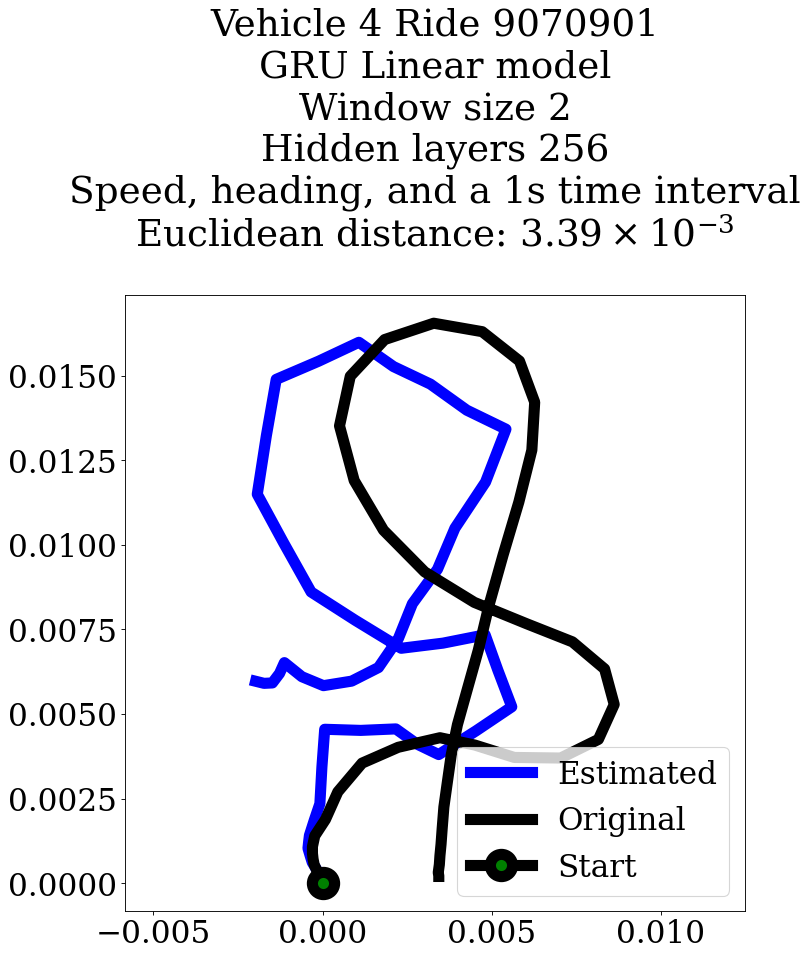 Vehicle 4 Ride 9070901
GRU Linear model
Window size 2
Hidden layers 256
Speed, heading, and a 1s time interval
Euclidean distance: 3.39 × 10⁻³
0.0150
0.0125
0.0100
0.0075
0.0050
0.0025
0.0000
Estimated
Original
Start
−0.005 0.000 0.005 0.010